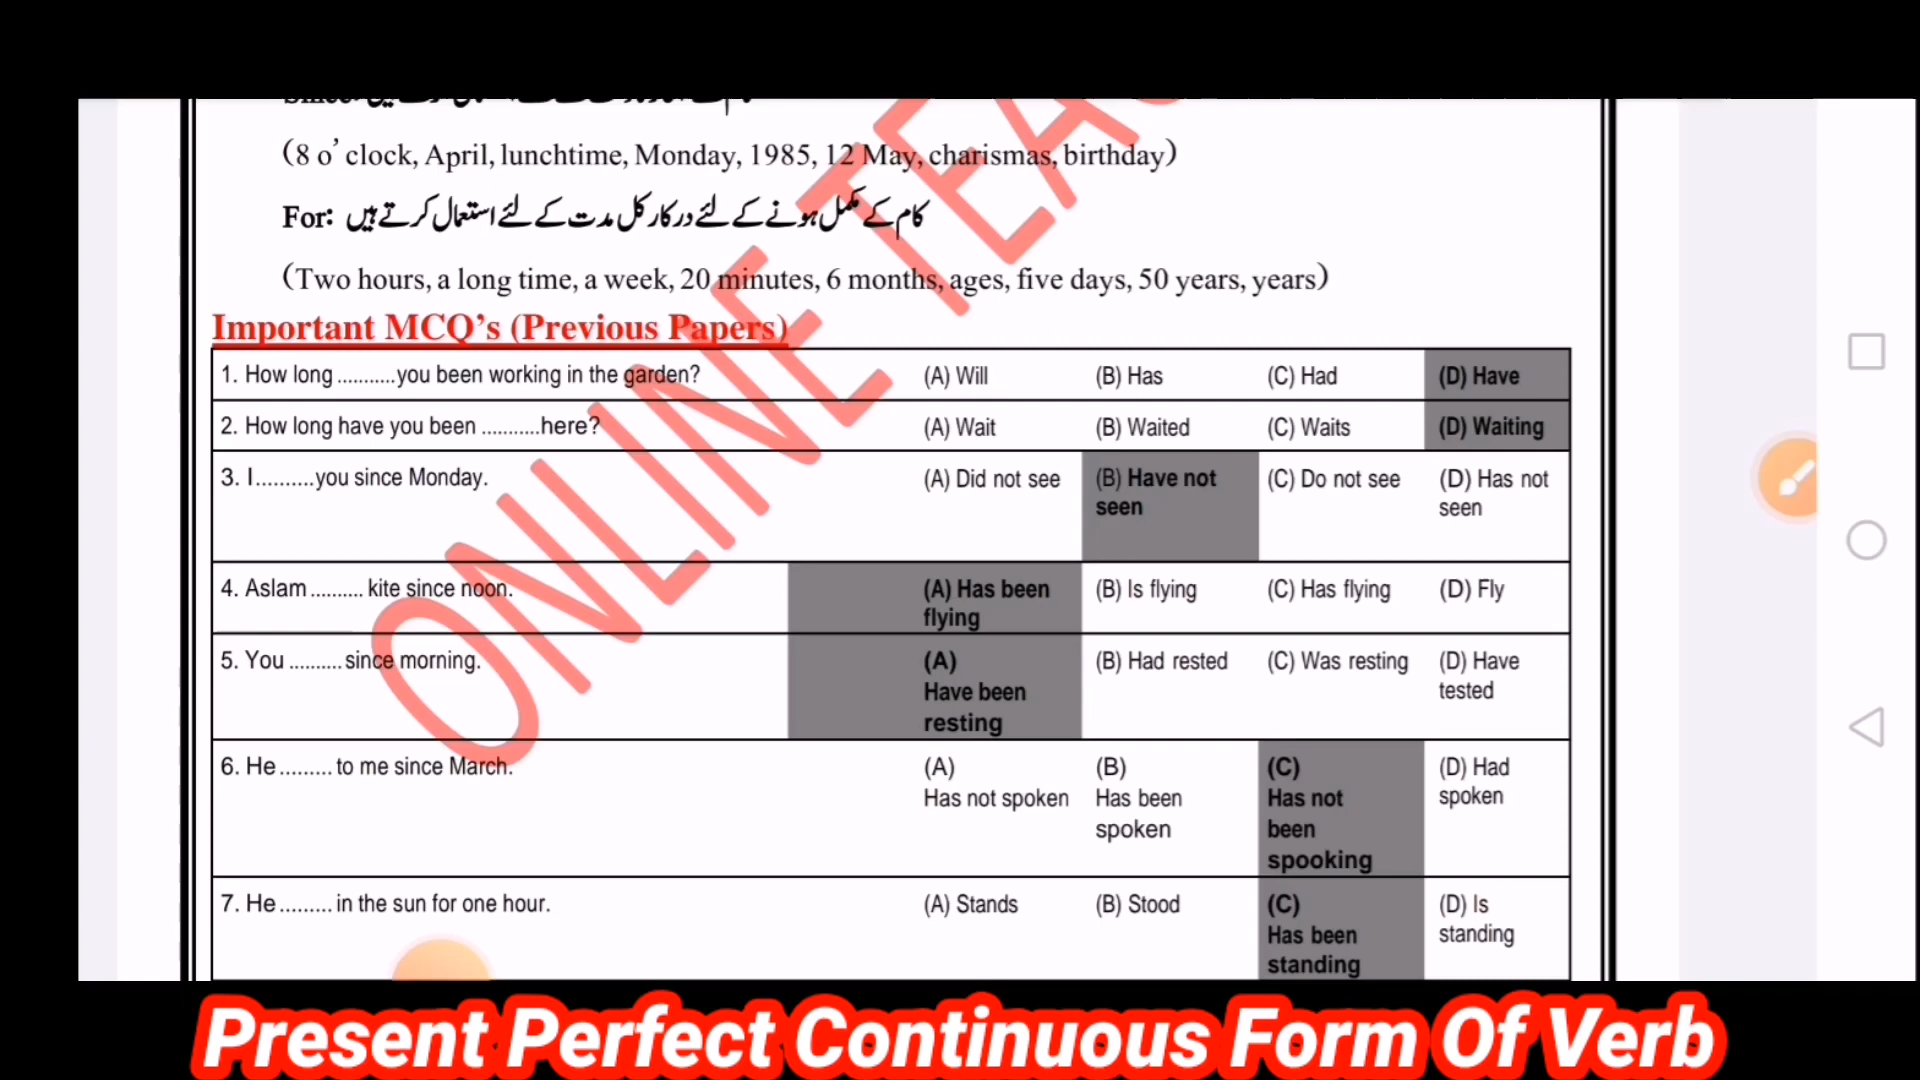 (8 o' clock, April, lunchtime, Monday, 1985, 12 May, charismas, birthday)
For: کام کے مکمل ہونے کے لئے درکار کل مدت کے لئے استعمال کرتے ہیں
(Two hours, a long time, a week, 20 minutes, 6 months, ages, five days, 50 years, years)
Important MCQ's (Previous Papers)
1. How long ...........you been working in the garden? (A) Will (B) Has (C) Had (D) Have
2. How long have you been ...........here? (A) Wait (B) Waited (C) Waits (D) Waiting
3. I..........you since Monday. (A) Did not see (B) Have not seen (C) Do not see (D) Has not seen
4. Aslam .......... kite since noon. (A) Has been flying (B) Is flying (C) Has flying (D) Fly
5. You .......... since morning. (A) Have been resting (B) Had rested (C) Was resting (D) Have tested
6. He ......... to me since March. (A) Has not spoken (B) Has been spoken (C) Has not been spooking (D) Had spoken
7. He ......... in the sun for one hour. (A) Stands (B) Stood (C) Has been standing (D) Is standing
ONLINE TEAC
Present Perfect Continuous Form Of Verb